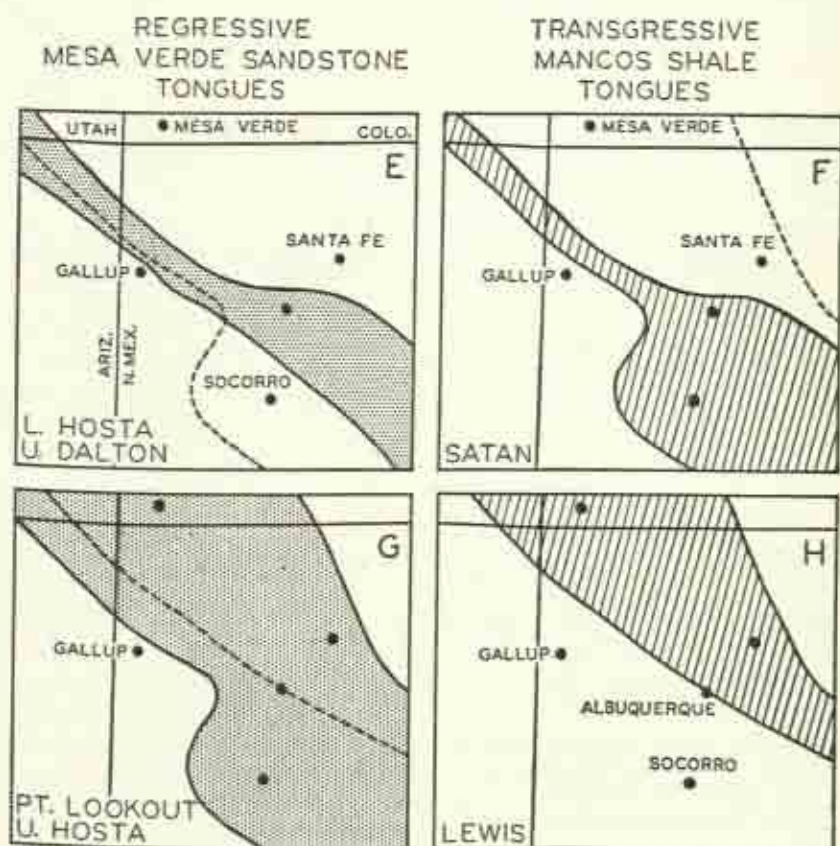 REGRESSIVE
MESA VERDE SANDSTONE
TONGUES
TRANSGRESSIVE
MANCOS SHALE
TONGUES
UTAH
MESA VERDE
COLO.
E
SANTA FE
GALLUP
ARIZ.
N. MEX.
SOCORRO
L. HOSTA
U. DALTON
MESA VERDE
F
SANTA FE
GALLUP
SATAN
G
GALLUP
PT. LOOKOUT
U. HOSTA
H
GALLUP
ALBUQUERQUE
SOCORRO
LEWIS